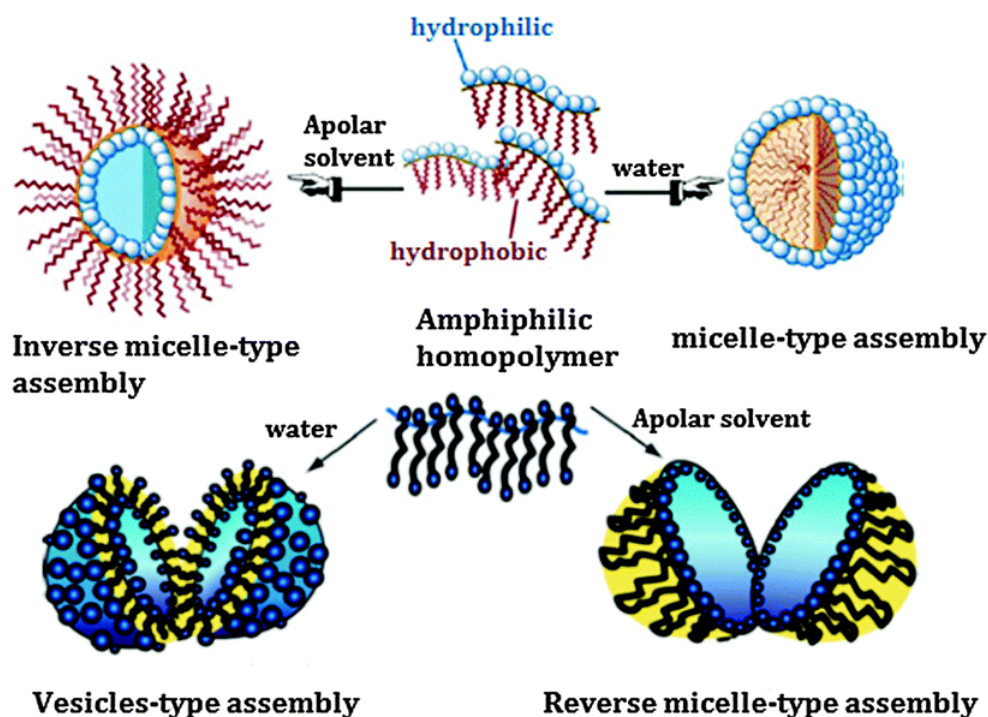 hydrophilic
Apolar
solvent
water
hydrophobic
Inverse micelle-type
assembly
Amphiphilic
homopolymer
micelle-type assembly
water
Apolar solvent
Vesicles-type assembly
Reverse micelle-type assembly